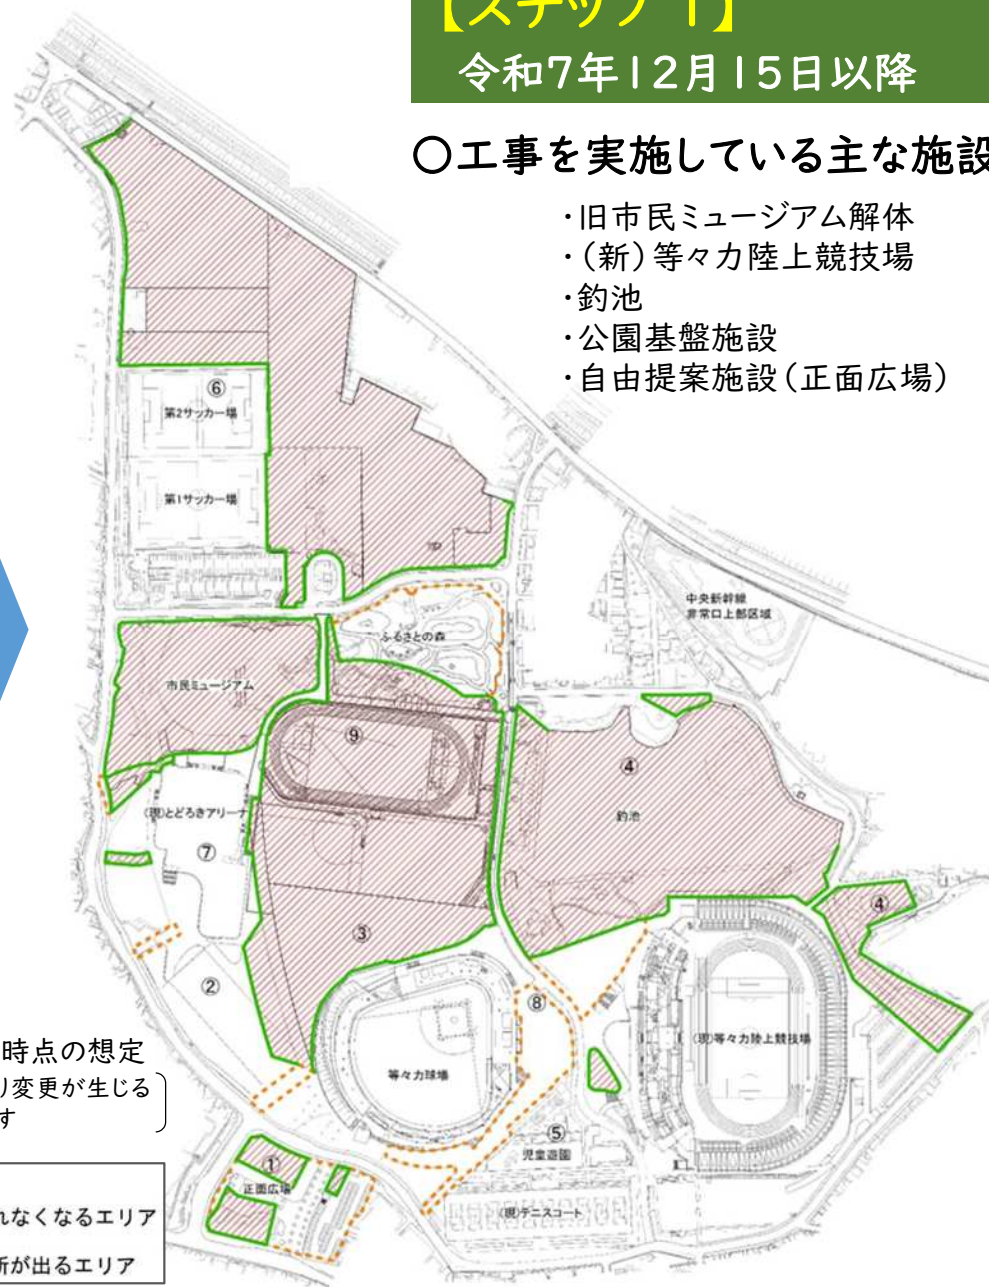 【ステップ1】
令和7年12月15日以降
〇工事を実施している主な施設
・旧市民ミュージアム解体
・(新)等々力陸上競技場
・釣池
・公園基盤施設
・自由提案施設(正面広場)
⑥
第2サッカー場
第1サッカー場
中央新幹線
非常口上部区域
ふるさとの森
市民ミュージアム
⑨
④
釣池
(現)とどろきアリーナ
⑦
④
③
②
⑧
(現)等々力陸上競技場
時点の想定
り変更が生じる
す
等々力球場
⑤
児童遊園
①
正面広場
(現)テニスコート
れなくなるエリア
所が出るエリア